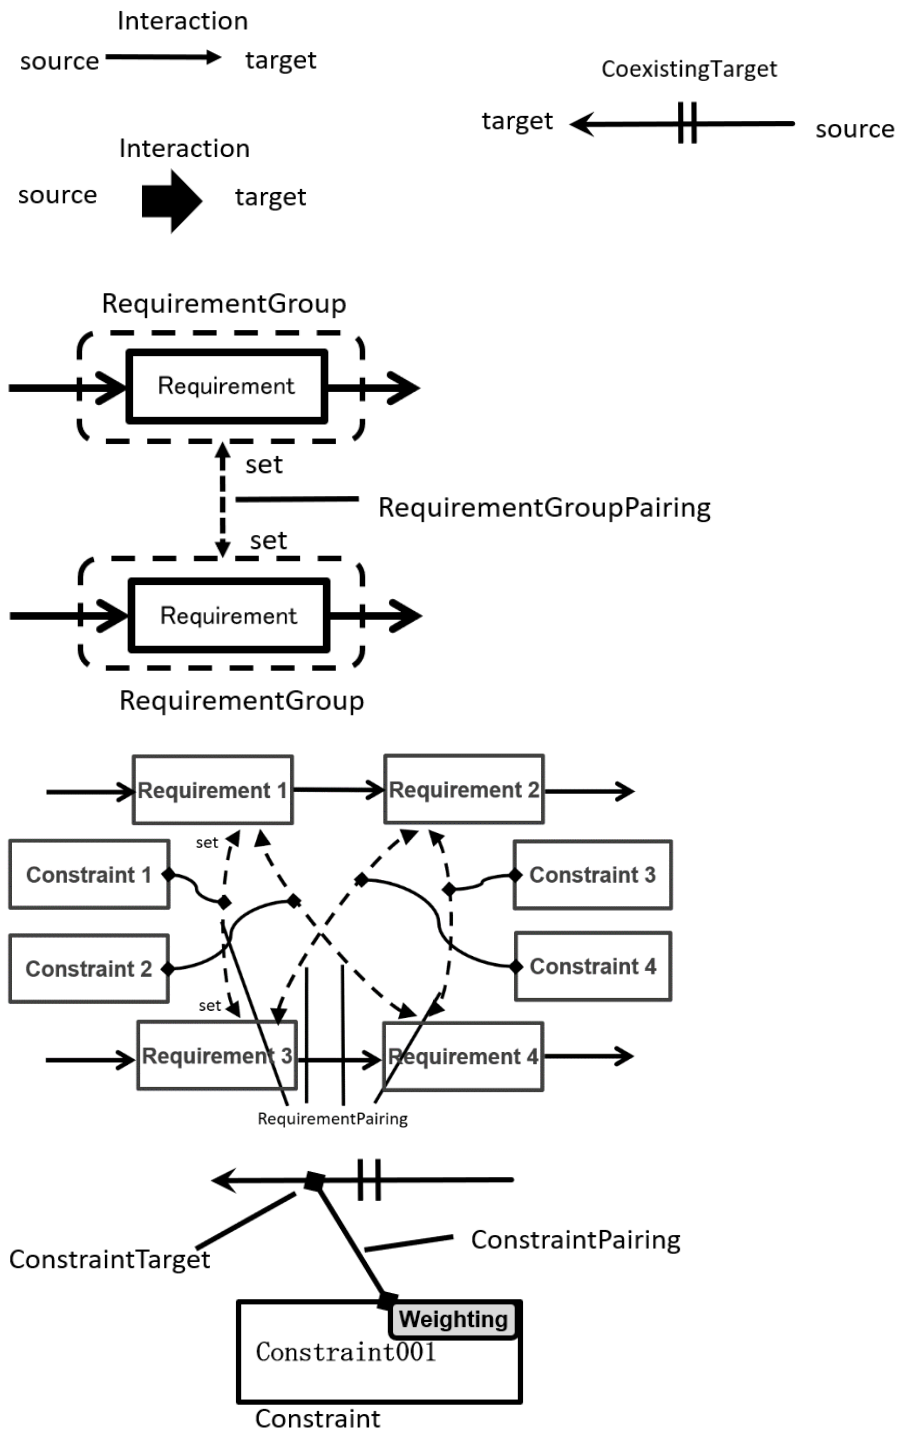 Interaction
source target
CoexistingTarget
target source
Interaction
source target
RequirementGroup
Requirement
set
RequirementGroupPairing
set
Requirement
RequirementGroup
Requirement 1 Requirement 2
set
Constraint 1 Constraint 3
Constraint 2 Constraint 4
set
Requirement 3 Requirement 4
RequirementPairing
ConstraintTarget ConstraintPairing
Weighting
Constraint001
Constraint